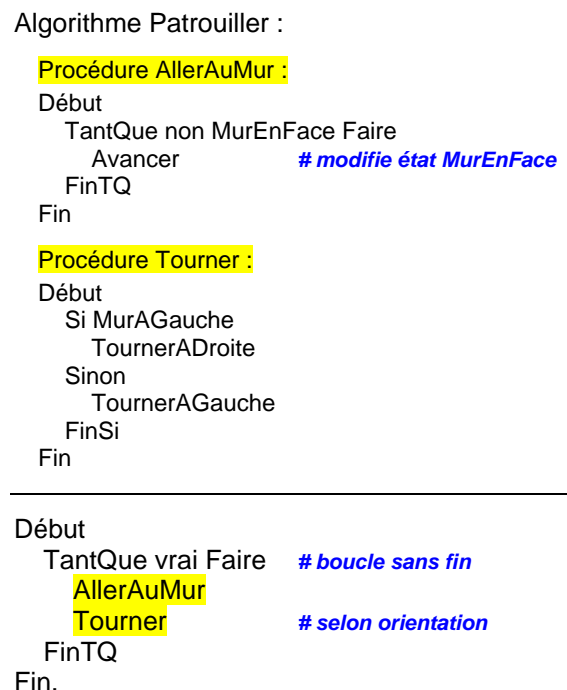 Algorithme Patrouiller :
Procédure AllerAuMur :
Début
TantQue non MurEnFace Faire
Avancer # modifie état MurEnFace
FinTQ
Fin
Procédure Tourner :
Début
Si MurAGauche
TournerADroite
Sinon
TournerAGauche
FinSi
Fin
Début
TantQue vrai Faire # boucle sans fin
AllerAuMur
Tourner # selon orientation
FinTQ
Fin.